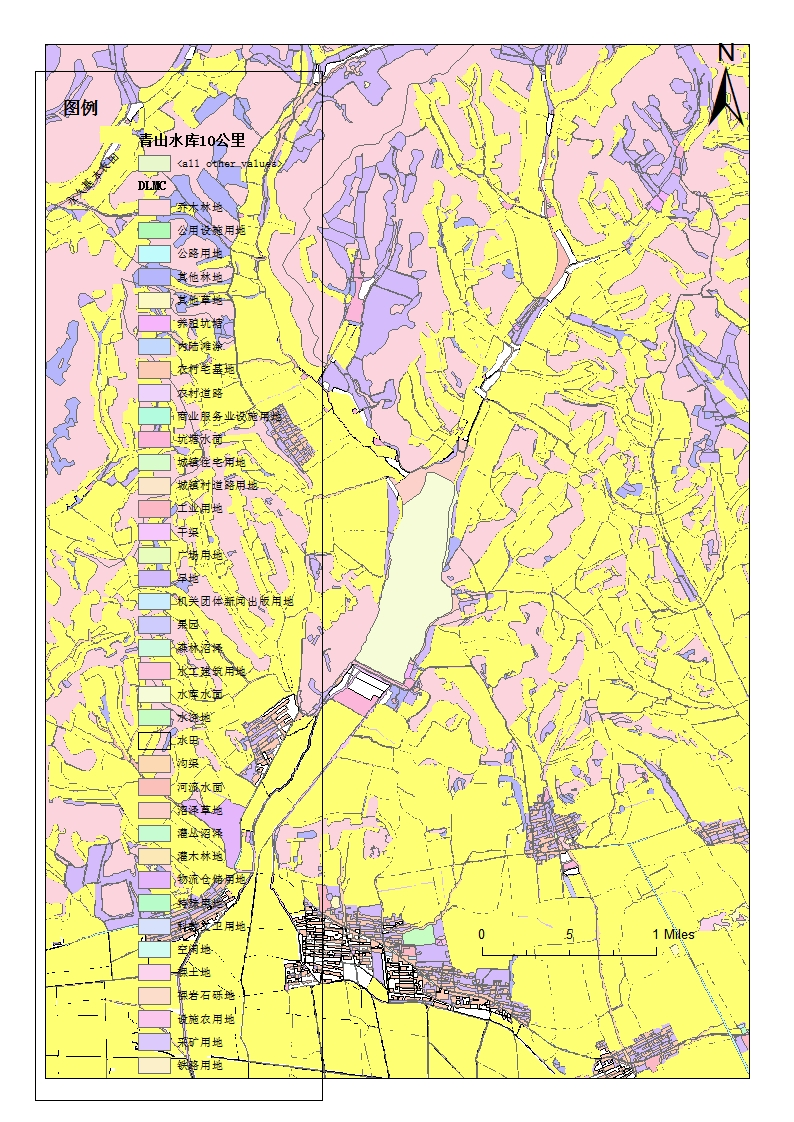 N
图例
青山水库10公里
<all other values>
永久基本农田
DLMC
乔木林地
公用设施用地
公路用地
其他林地
其他草地
养殖坑塘
内陆滩涂
农村宅基地
农村道路
商业服务业设施用地
坑塘水面
城镇住宅用地
城镇村道路用地
工业用地
干渠
广场用地
旱地
机关团体新闻出版用地
果园
森林沼泽
水工建筑用地
水库水面
水浇地
水田
沟渠
河流水面
沼泽草地
灌丛沼泽
灌木林地
物流仓储用地
特殊用地
科教文卫用地
空闲地
裸土地
裸岩石砾地
设施农用地
采矿用地
铁路用地
0 .5 1 Miles